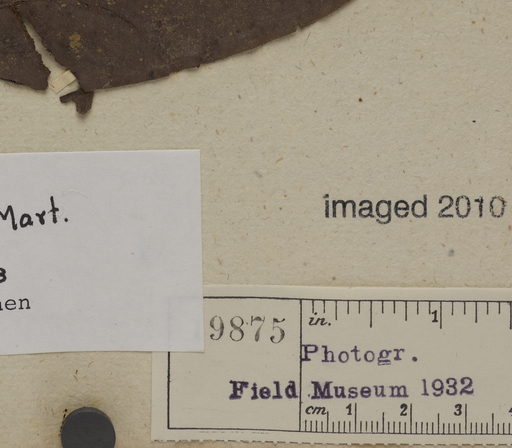 Mart.
imaged 2010
9875
in. 1
Photogr.
Field Museum 1932
cm 1 2 3